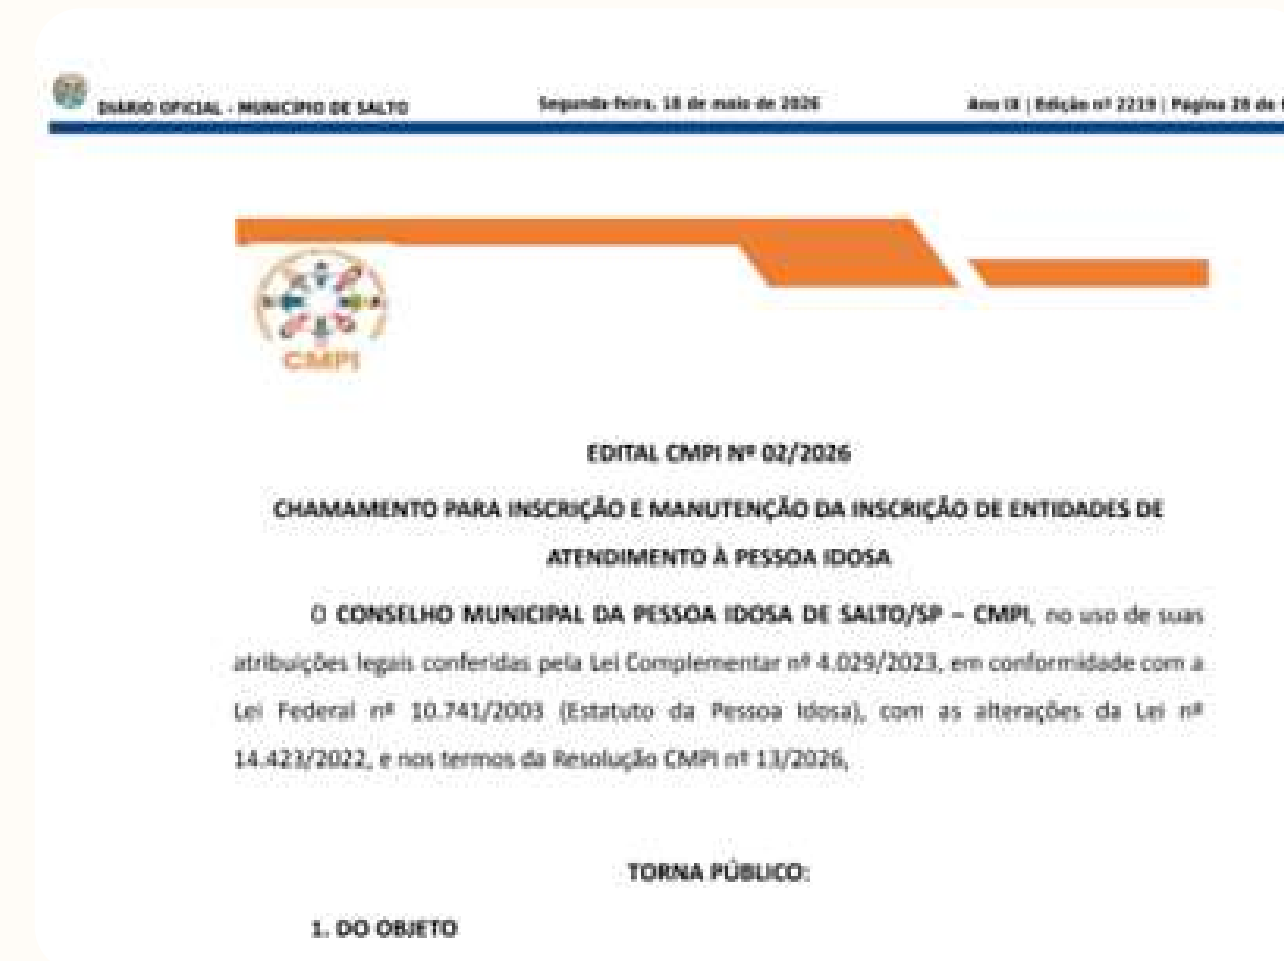 DIÁRIO OFICIAL - MUNICÍPIO DE SALTO
Segunda-feira, 18 de maio de 2026
Ano IX | Edição nº 2219 | Página 28 de
CMPI
EDITAL CMPI Nº 02/2026
CHAMAMENTO PARA INSCRIÇÃO E MANUTENÇÃO DA INSCRIÇÃO DE ENTIDADES DE
ATENDIMENTO À PESSOA IDOSA
O CONSELHO MUNICIPAL DA PESSOA IDOSA DE SALTO/SP – CMPI, no uso de suas
atribuições legais conferidas pela Lei Complementar nº 4.029/2023, em conformidade com a
Lei Federal nº 10.741/2003 (Estatuto da Pessoa Idosa), com as alterações da Lei nº
14.423/2022, e nos termos da Resolução CMPI nº 13/2026,
TORNA PÚBLICO:
1. DO OBJETO